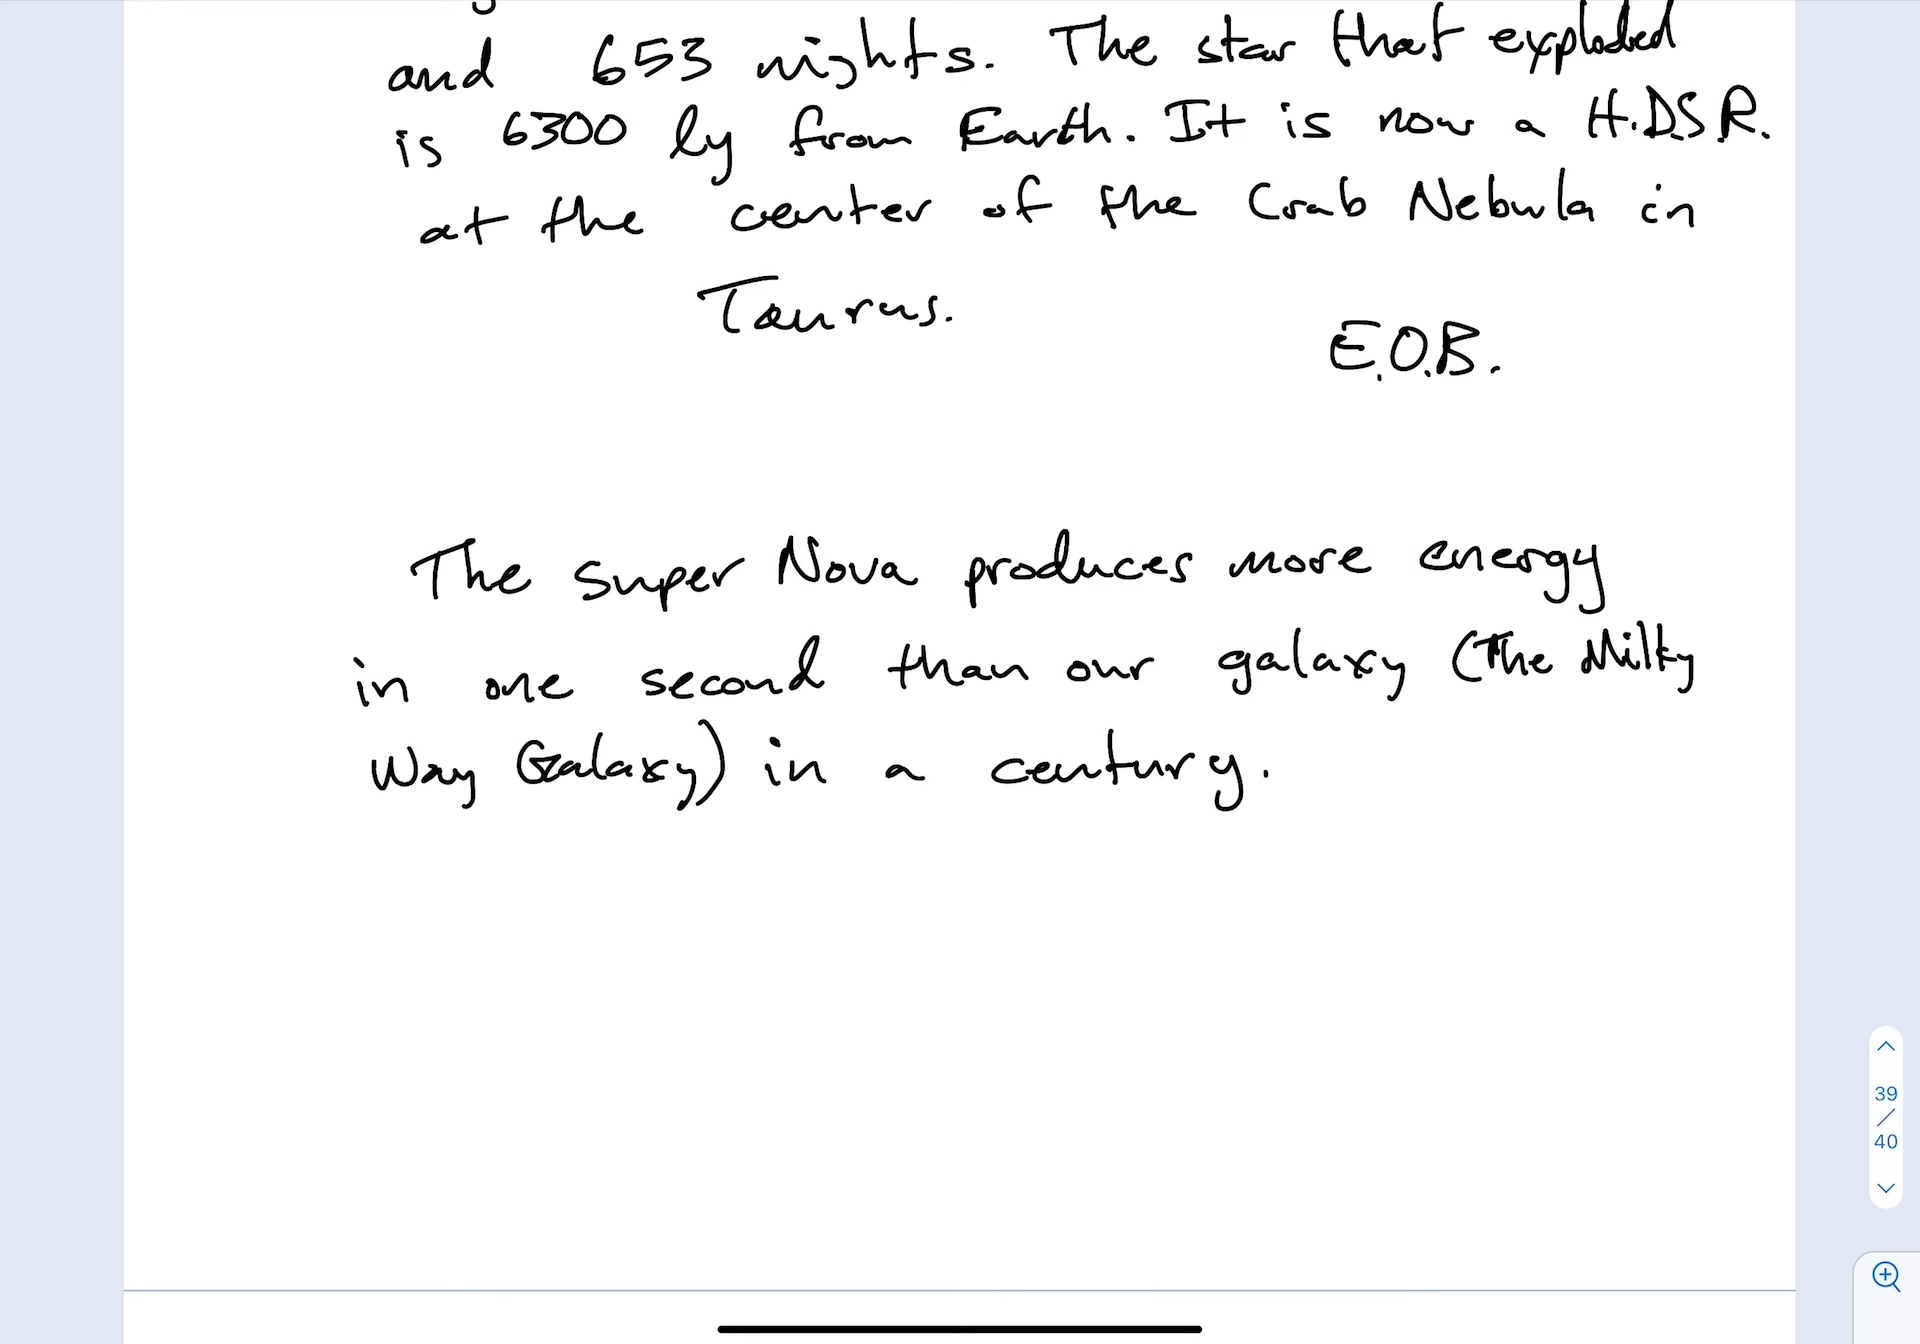 and 653 nights. The star that exploded
is 6300 ly from Earth. It is now a H.D.S.R.
at the center of the Crab Nebula in
Taurus.
E.O.B.
The super Nova produces more energy
in one second than our galaxy (The Milky
Way Galaxy) in a century.
39
/
40